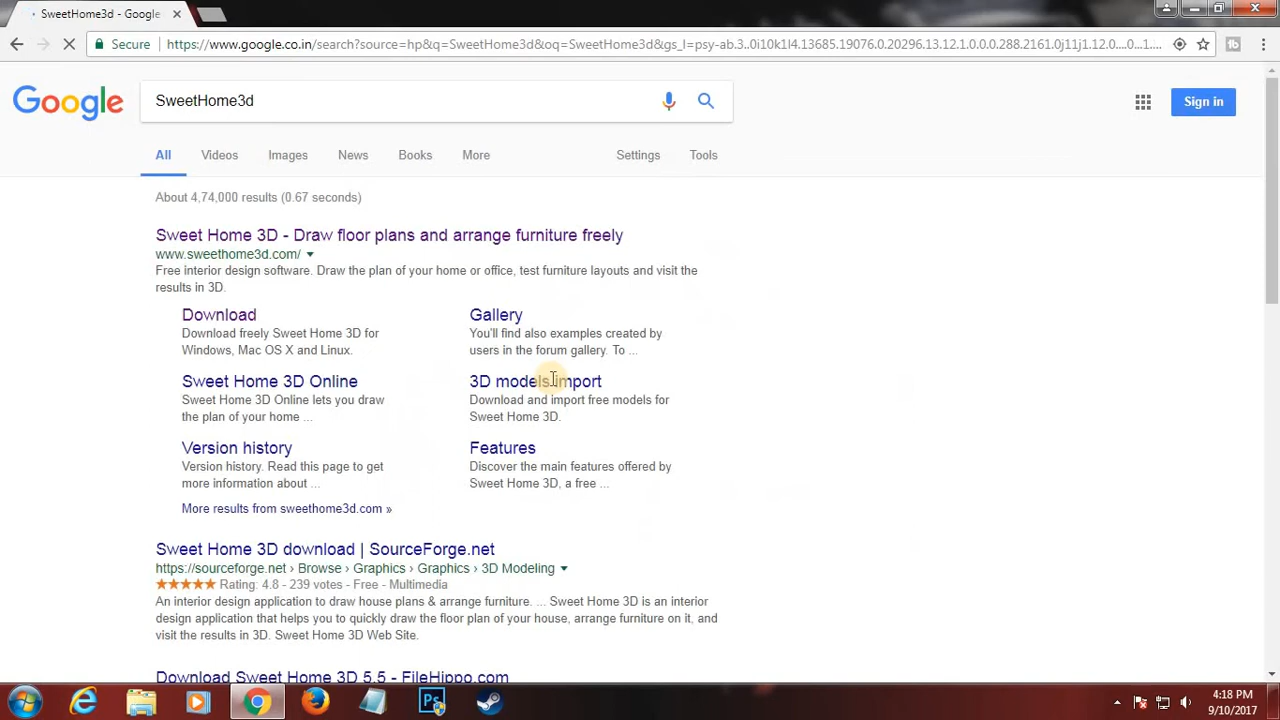 SweetHome3d - Google
Secure https://www.google.co.in/search?source=hp&q=SweetHome3d&oq=SweetHome3d&gs_l=psy-ab.3..0i10k1l4.13685.19076.0.20296.13.12.1.0.0.0.288.2161.0j11j1.12.0....0...1....
Google SweetHome3d Sign in
All Videos Images News Books More Settings Tools
About 4,74,000 results (0.67 seconds)
Sweet Home 3D - Draw floor plans and arrange furniture freely
www.sweethome3d.com/
Free interior design software. Draw the plan of your home or office, test furniture layouts and visit the
results in 3D.
Download
Download freely Sweet Home 3D for
Windows, Mac OS X and Linux.
Gallery
You'll find also examples created by
users in the forum gallery. To ...
Sweet Home 3D Online
Sweet Home 3D Online lets you draw
the plan of your home ...
3D models import
Download and import free models for
Sweet Home 3D.
Version history
Version history. Read this page to get
more information about ...
Features
Discover the main features offered by
Sweet Home 3D, a free ...
More results from sweethome3d.com »
Sweet Home 3D download | SourceForge.net
https://sourceforge.net › Browse › Graphics › Graphics › 3D Modeling
Rating: 4.8 - 239 votes - Free - Multimedia
An interior design application to draw house plans & arrange furniture. ... Sweet Home 3D is an interior
design application that helps you to quickly draw the floor plan of your house, arrange furniture on it, and
visit the results in 3D. Sweet Home 3D Web Site.
Download Sweet Home 3D 5.5 - FileHippo.com
Ps
4:18 PM
9/10/2017